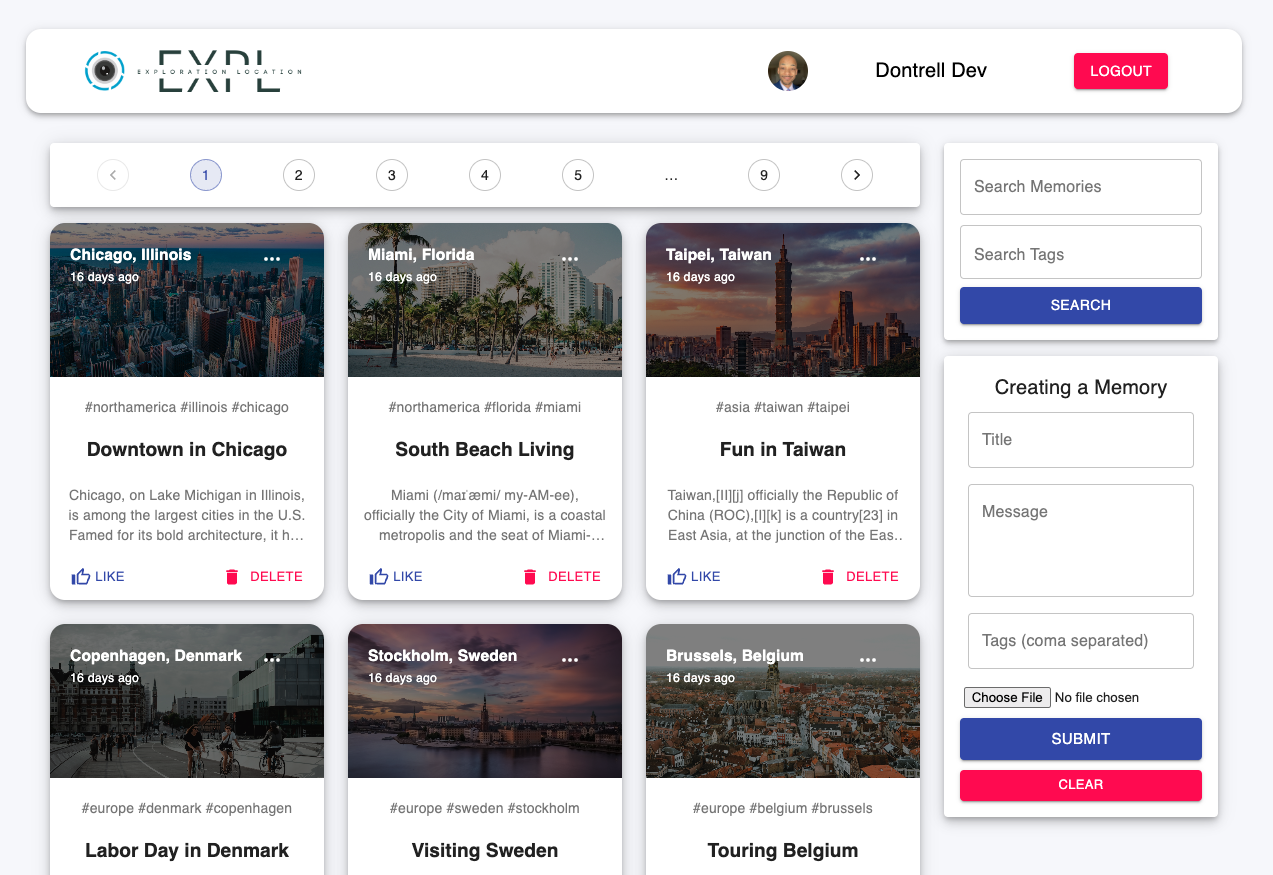 EXPL
EXPLORATION LOCATION
Dontrell Dev
LOGOUT
1
2
3
4
5
...
9
Search Memories
Search Tags
SEARCH
Chicago, Illinois
16 days ago
#northamerica #illinois #chicago
Downtown in Chicago
Chicago, on Lake Michigan in Illinois,
is among the largest cities in the U.S.
Famed for its bold architecture, it h...
LIKE
DELETE
Miami, Florida
16 days ago
#northamerica #florida #miami
South Beach Living
Miami (/maɪˈæmi/ my-AM-ee),
officially the City of Miami, is a coastal
metropolis and the seat of Miami-...
LIKE
DELETE
Taipei, Taiwan
16 days ago
#asia #taiwan #taipei
Fun in Taiwan
Taiwan,[II][j] officially the Republic of
China (ROC),[I][k] is a country[23] in
East Asia, at the junction of the Eas..
LIKE
DELETE
Creating a Memory
Title
Message
Tags (coma separated)
Choose File No file chosen
SUBMIT
CLEAR
Copenhagen, Denmark
16 days ago
#europe #denmark #copenhagen
Labor Day in Denmark
Stockholm, Sweden
16 days ago
#europe #sweden #stockholm
Visiting Sweden
Brussels, Belgium
16 days ago
#europe #belgium #brussels
Touring Belgium